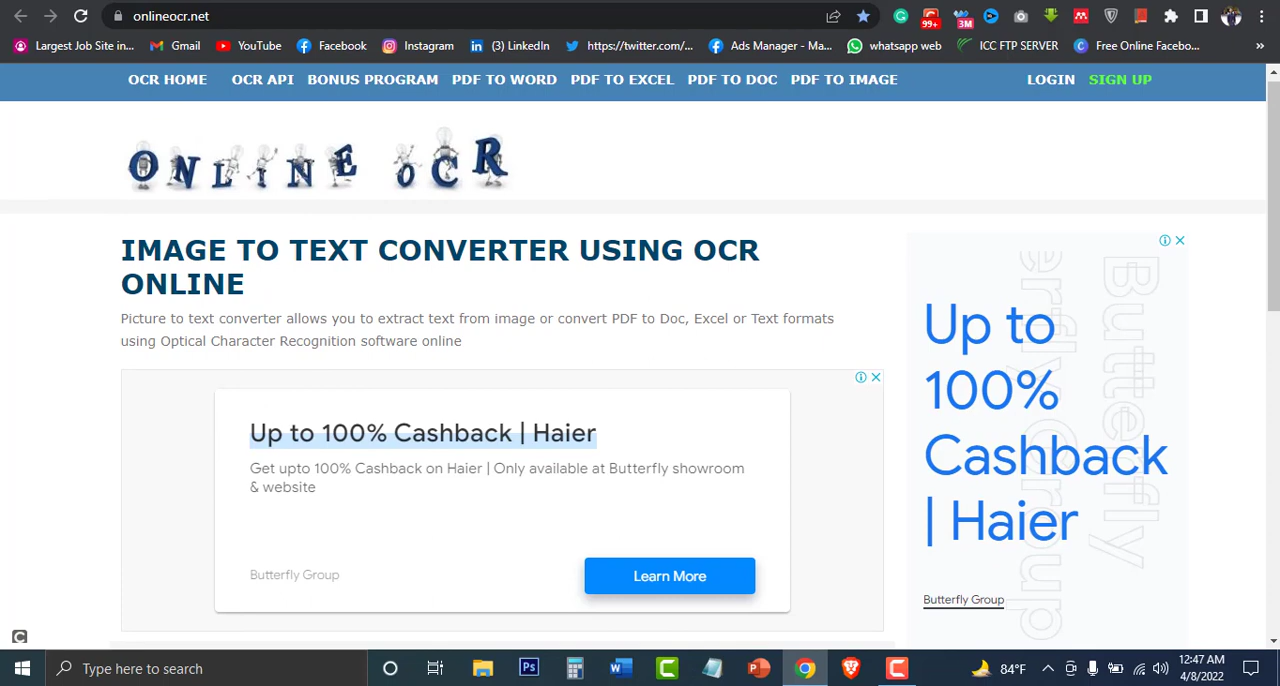 onlineocr.net
99+
3M
Largest Job Site in...
Gmail
YouTube
Facebook
Instagram
(3) LinkedIn
https://twitter.com/...
Ads Manager - Ma...
whatsapp web
ICC FTP SERVER
Free Online Facebo...
»
OCR HOME
OCR API
BONUS PROGRAM
PDF TO WORD
PDF TO EXCEL
PDF TO DOC
PDF TO IMAGE
LOGIN
SIGN UP
ONLINE OCR
IMAGE TO TEXT CONVERTER USING OCR
ONLINE
Picture to text converter allows you to extract text from image or convert PDF to Doc, Excel or Text formats
using Optical Character Recognition software online
Up to 100% Cashback | Haier
Get upto 100% Cashback on Haier | Only available at Butterfly showroom
& website
Butterfly Group
Learn More
Up to
100%
Cashback
| Haier
Butterfly Group
Butterfly
erfly Group
Type here to search
84°F
12:47 AM
4/8/2022